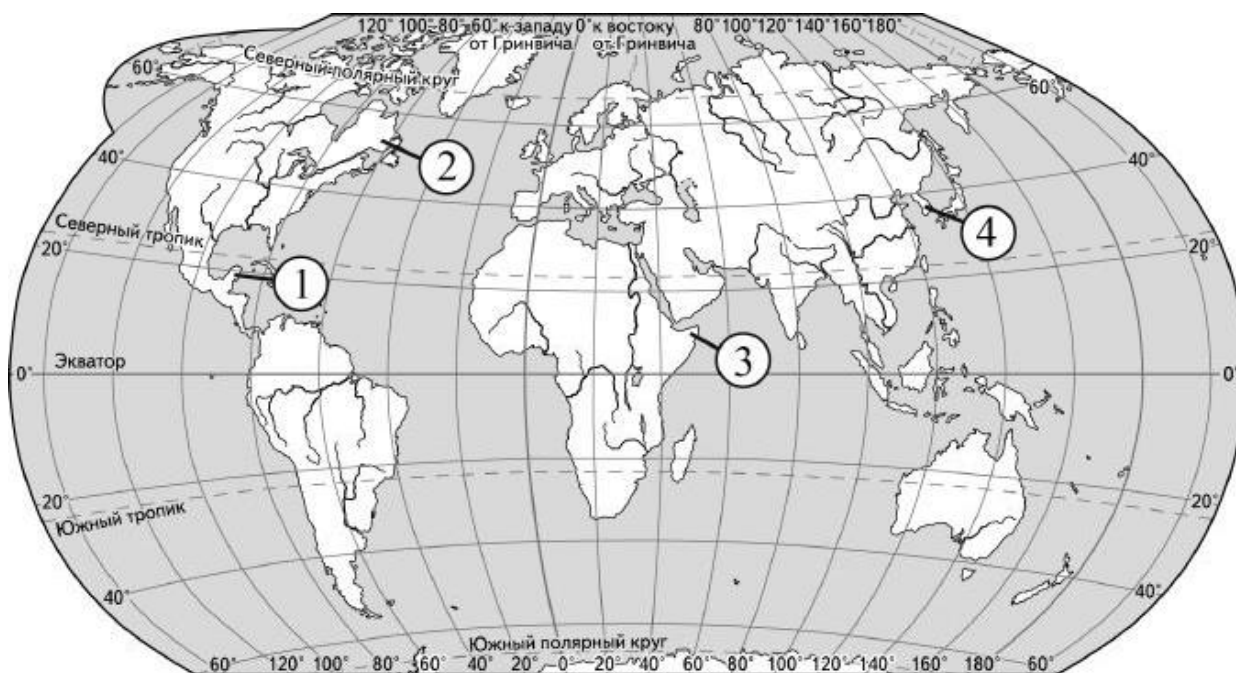 120° 100° 80° 60° к западу 0° к востоку 80° 100° 120° 140° 160° 180°
от Гринвича от Гринвича
60° Северный полярный круг 60°
40° 2 40°
Северный тропик 4
20° 1 20°
Экватор 3
0° 0°
20° 20°
Южный тропик
40° 40°
Южный полярный круг
60° 120° 100° 80° 60° 40° 20° 0° 20° 40° 60° 80° 100° 120° 140° 160° 180° 60°